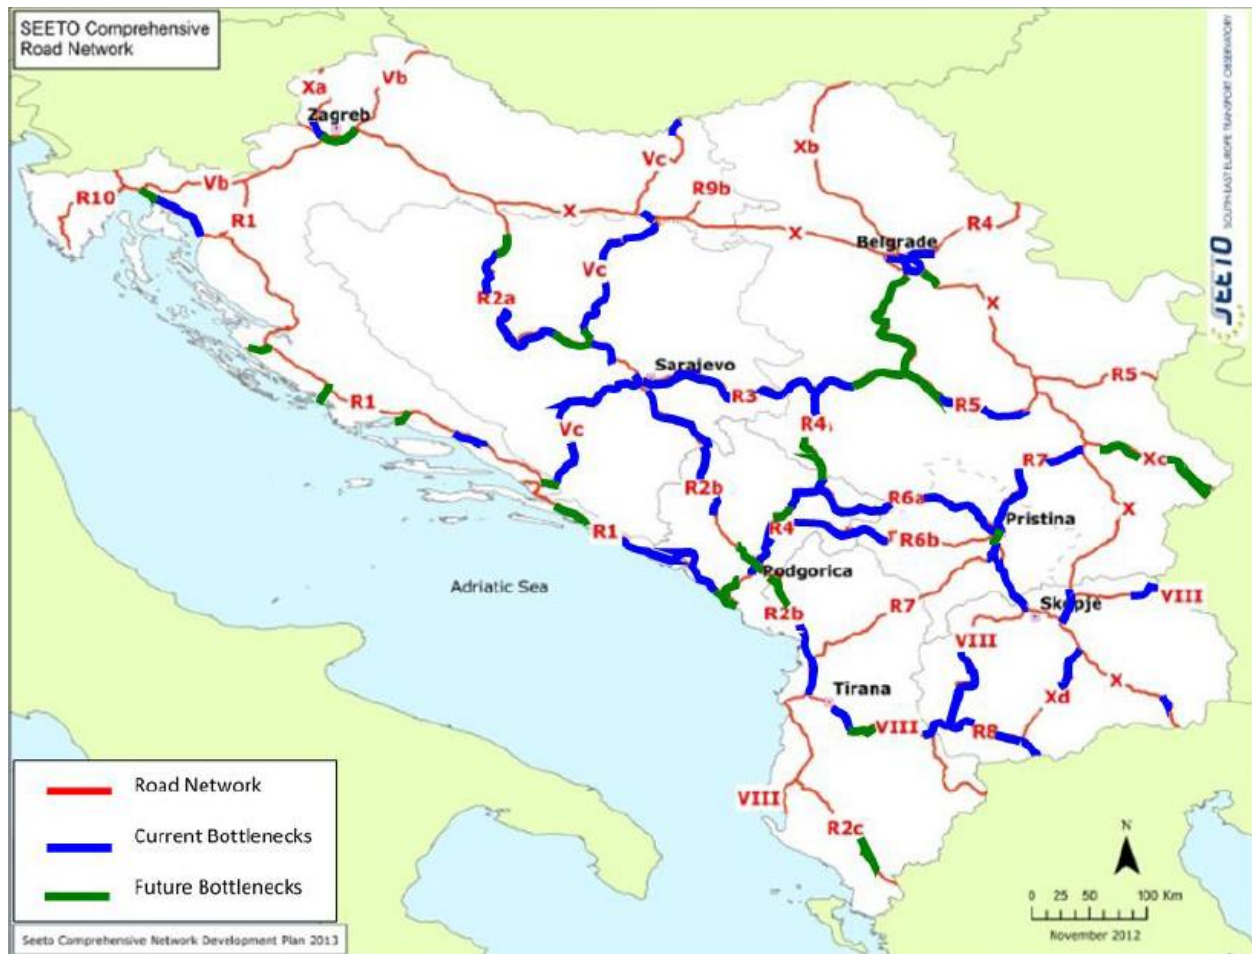 SEETO Comprehensive
Road Network
SEETO SOUTH-EAST EUROPE TRANSPORT OBSERVATORY
Xa
Vb
Zagreb
Vc
Xb
R9b
R10
Vb
R1
X
X
R4
Belgrade
Vc
R2a
X
Sarajevo
R3
R5
R5
R1
Vc
R4
R7
Xc
R2b
R6a
X
Pristina
R1
R4
R6b
Adriatic Sea
Podgorica
R2b
R7
Skopje
VIII
VIII
Tirana
Xd
X
VIII
R8
VIII
R2c
Road Network
Current Bottlenecks
Future Bottlenecks
N
0 25 50 100 Km
November 2012
Seeto Comprehensive Network Development Plan 2013